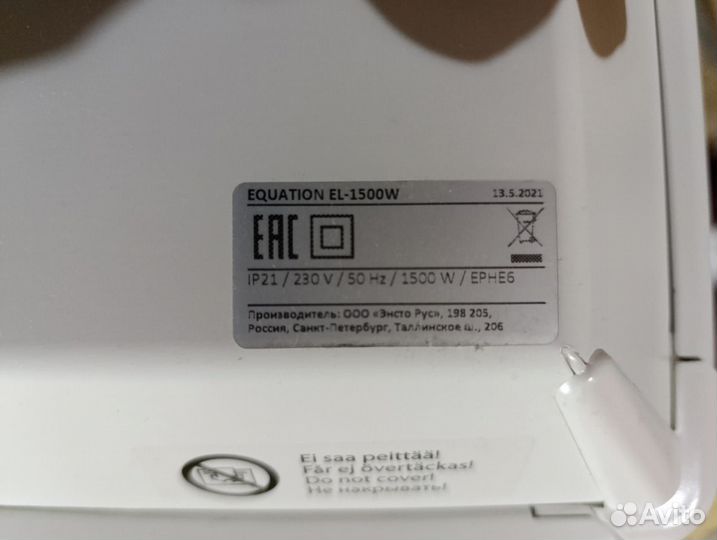 EQUATION EL-1500W 13.5.2021
EAC
IP21 / 230 V / 50 Hz / 1500 W / EPHE6
Производитель: ООО «Энсто Рус», 198 205,
Россия, Санкт-Петербург, Таллинское ш., 206
Ei saa peittää!
Får ej övertäckas!
Do not cover!
Не накрывать!
Avito